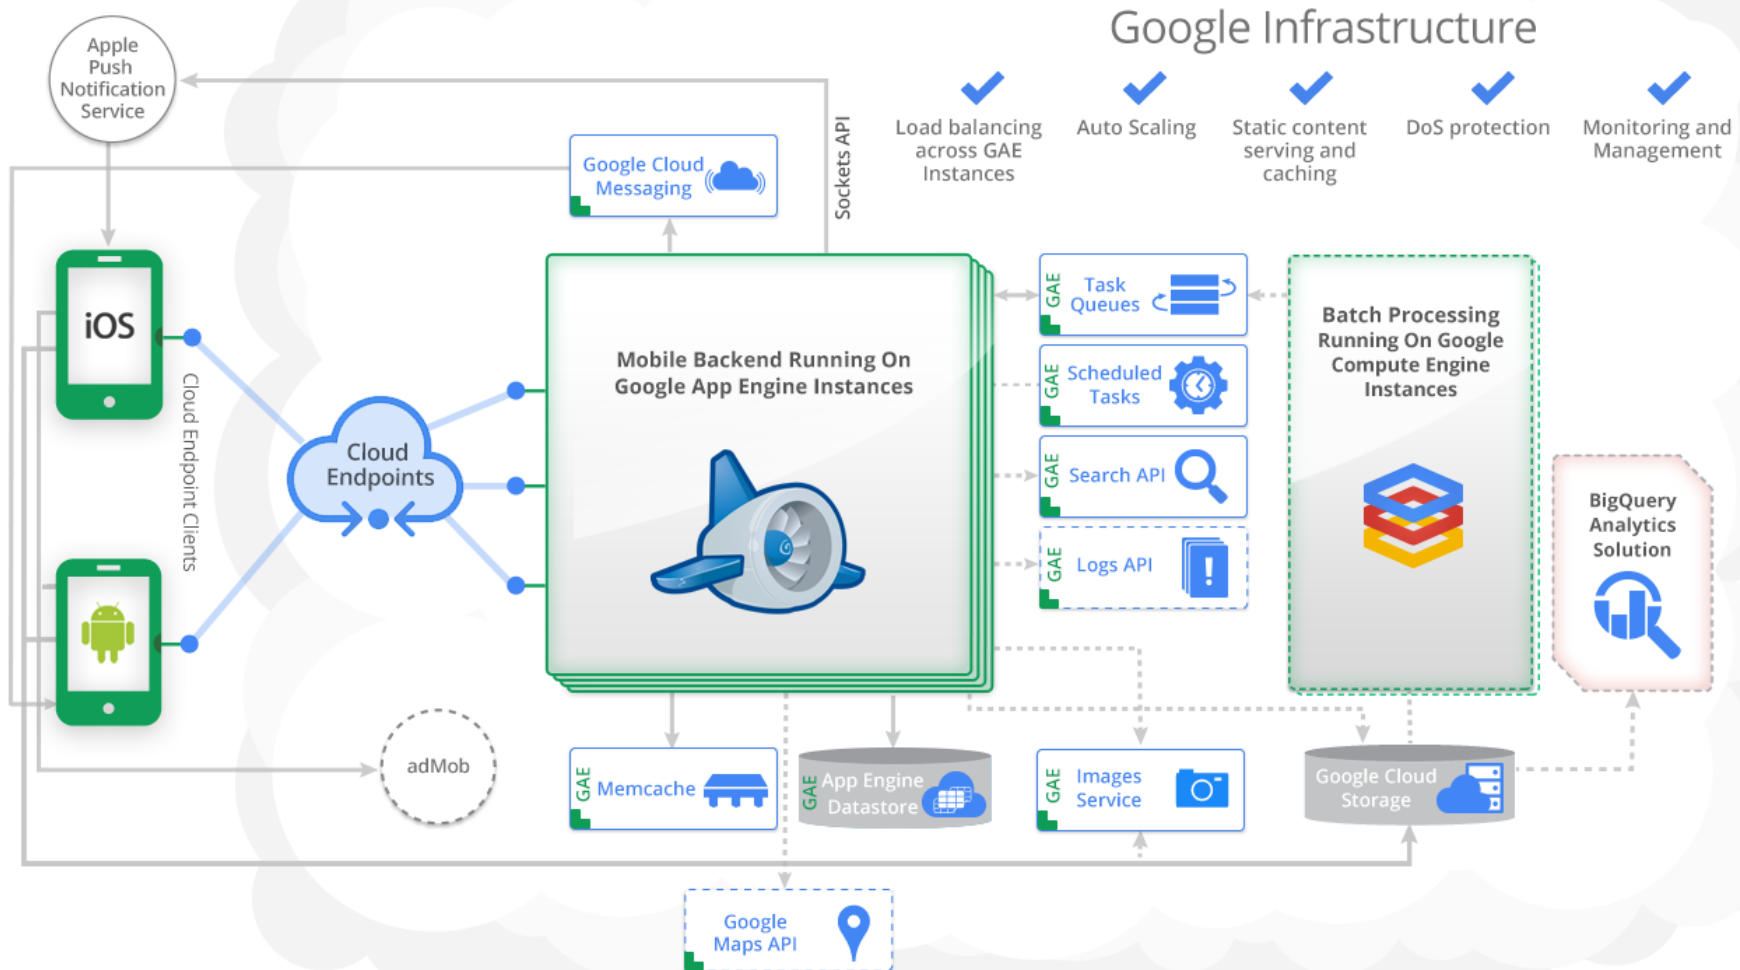 Google Infrastructure
Apple
Push
Notification
Service
Load balancing
across GAE
Instances
Auto Scaling
Static content
serving and
caching
DoS protection
Monitoring and
Management
Google Cloud
Messaging
Sockets API
iOS
Cloud Endpoint Clients
Cloud
Endpoints
Mobile Backend Running On
Google App Engine Instances
GAE
Task
Queues
GAE
Scheduled
Tasks
GAE
Search API
GAE
Logs API
Batch Processing
Running On Google
Compute Engine
Instances
BigQuery
Analytics
Solution
adMob
GAE
Memcache
GAE
App Engine
Datastore
GAE
Images
Service
Google Cloud
Storage
Google
Maps API